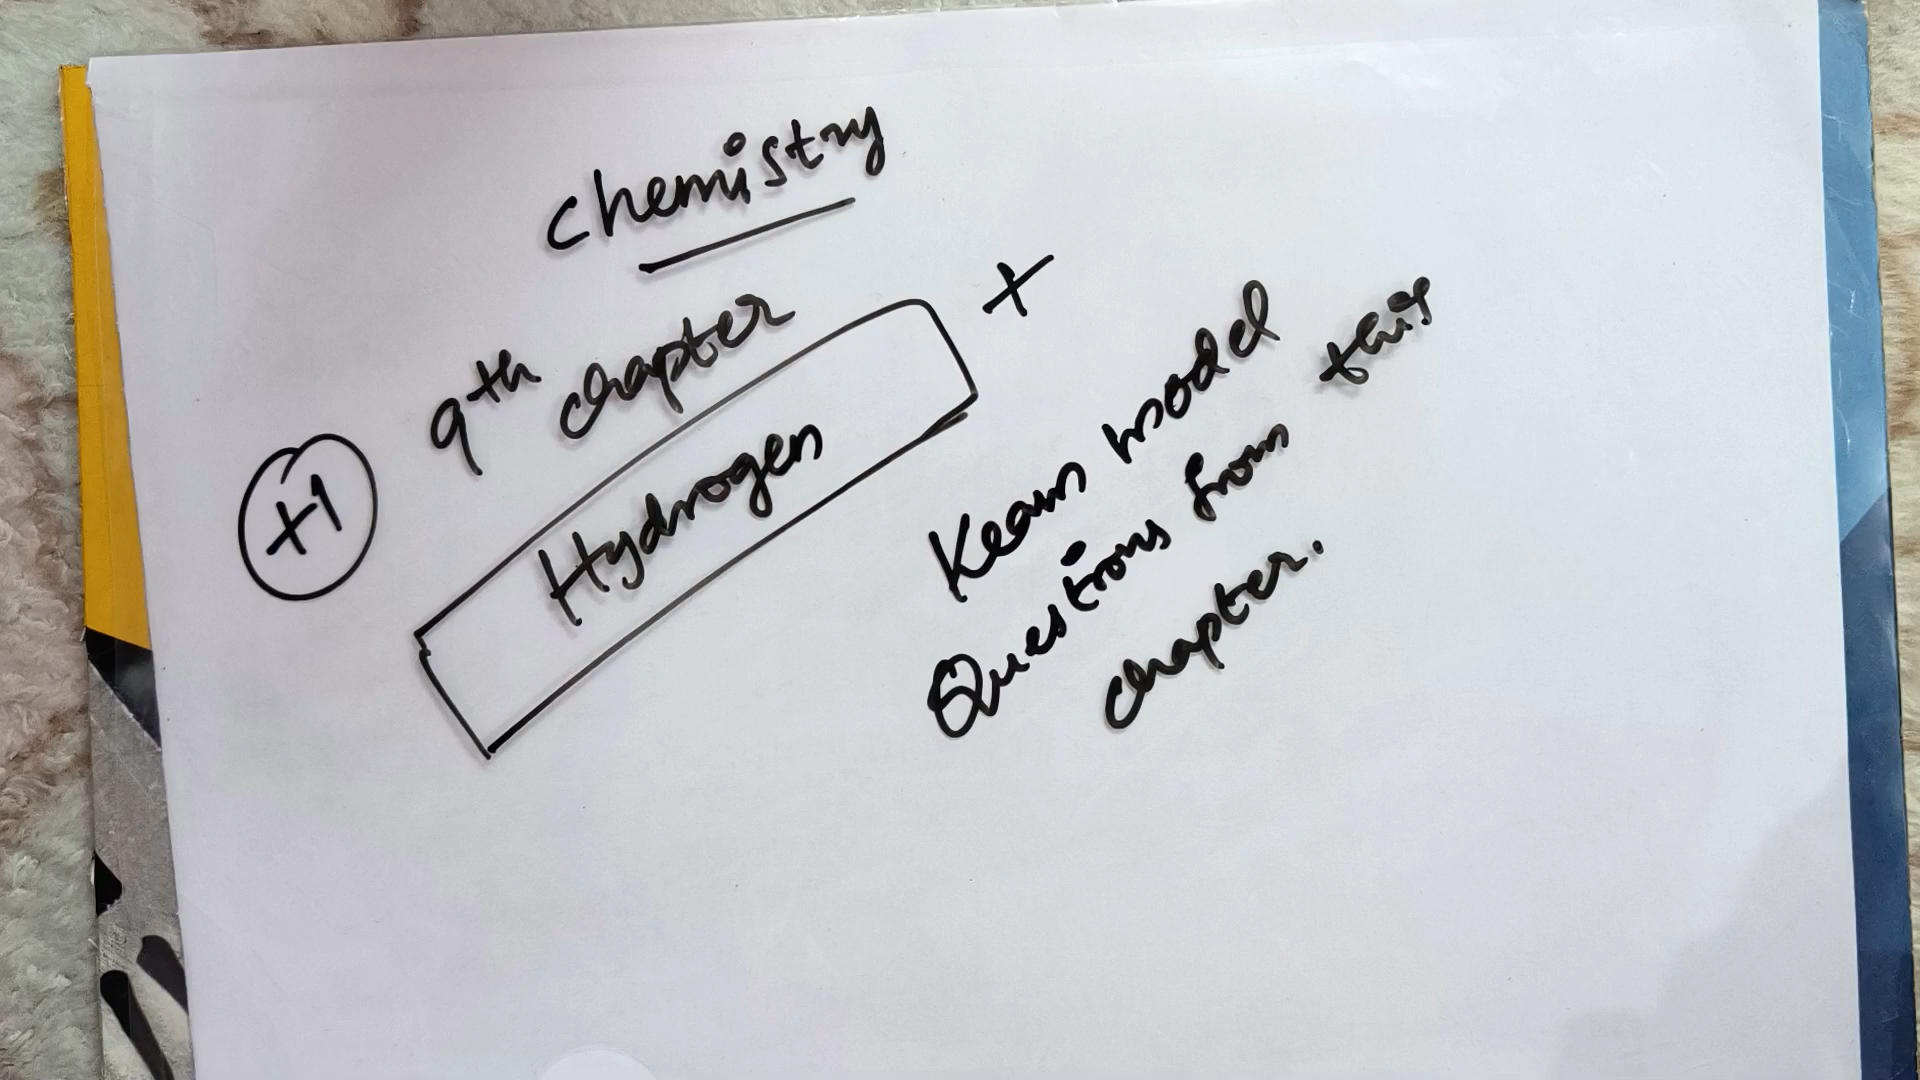 chemistry
+1
9th chapter
Hydrogen
+
Keam model
Questions from this
chapter.